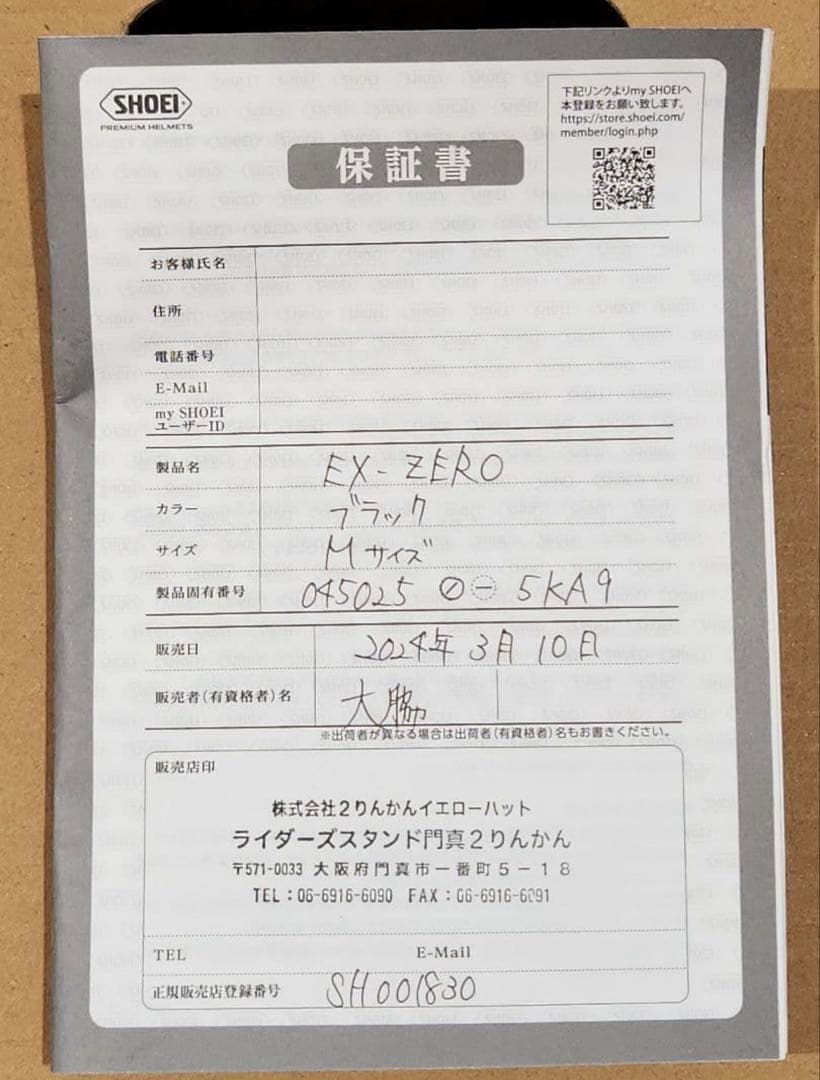 SHOEI
PREMIUM HELMETS
下記リンクよりmy SHOEIへ
本登録をお願い致します。
https://store.shoei.com/
member/login.php
保証書
お客様氏名
住所
電話番号
E-Mail
my SHOEI
ユーザーID
製品名 EX-ZERO
カラー ブラック
サイズ Mサイズ
製品固有番号 045025 ⊘ ㊀ 5KA9
販売日 2024年 3月 10日
販売者(有資格者)名 大脇
※出荷者が異なる場合は出荷者(有資格者)名もお書きください。
販売店印
株式会社2りんかんイエローハット
ライダーズスタンド門真2りんかん
〒571-0033 大阪府門真市一番町5-18
TEL:06-6916-6090 FAX:06-6916-6091
TEL E-Mail
正規販売店登録番号 SH001830